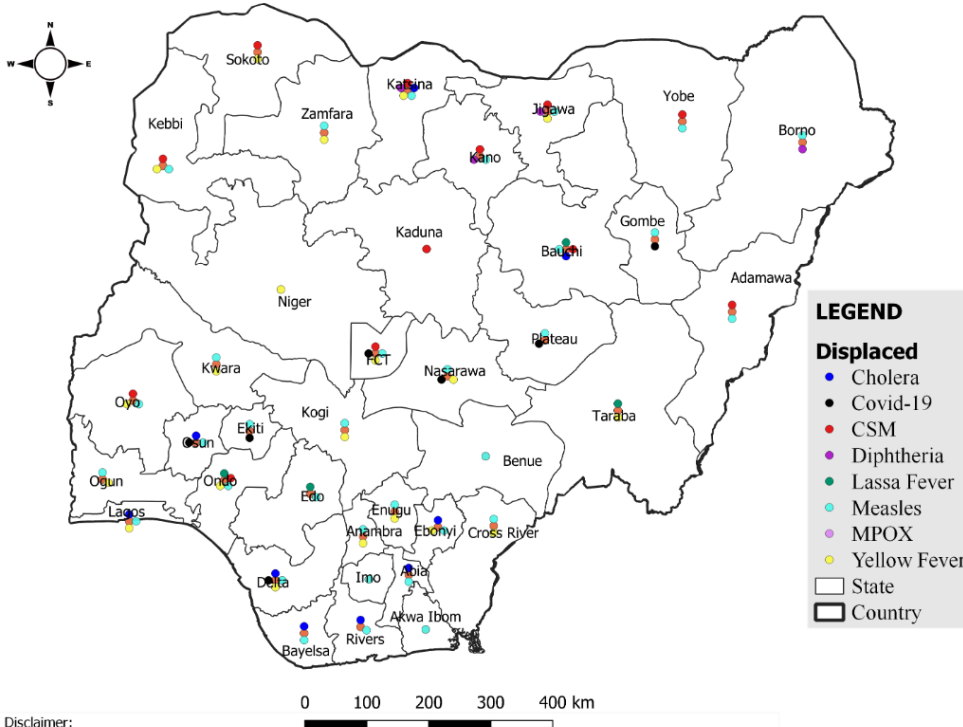 N
W E
S
Sokoto
Katsina
Jigawa
Yobe
Kebbi
Zamfara
Borno
Kano
Gombe
Kaduna
Bauchi
Adamawa
Niger
Plateau
FCT
Kwara
Nasarawa
Oyo
Kogi
Taraba
Osun
Ekiti
Benue
Ogun
Ondo
Edo
Lagos
Enugu
Anambra
Ebonyi
Cross River
Delta
Imo
Abia
Akwa Ibom
Rivers
Bayelsa
LEGEND
Displaced
Cholera
Covid-19
CSM
Diphtheria
Lassa Fever
Measles
MPOX
Yellow Fever
State
Country
0 100 200 300 400 km
Disclaimer: